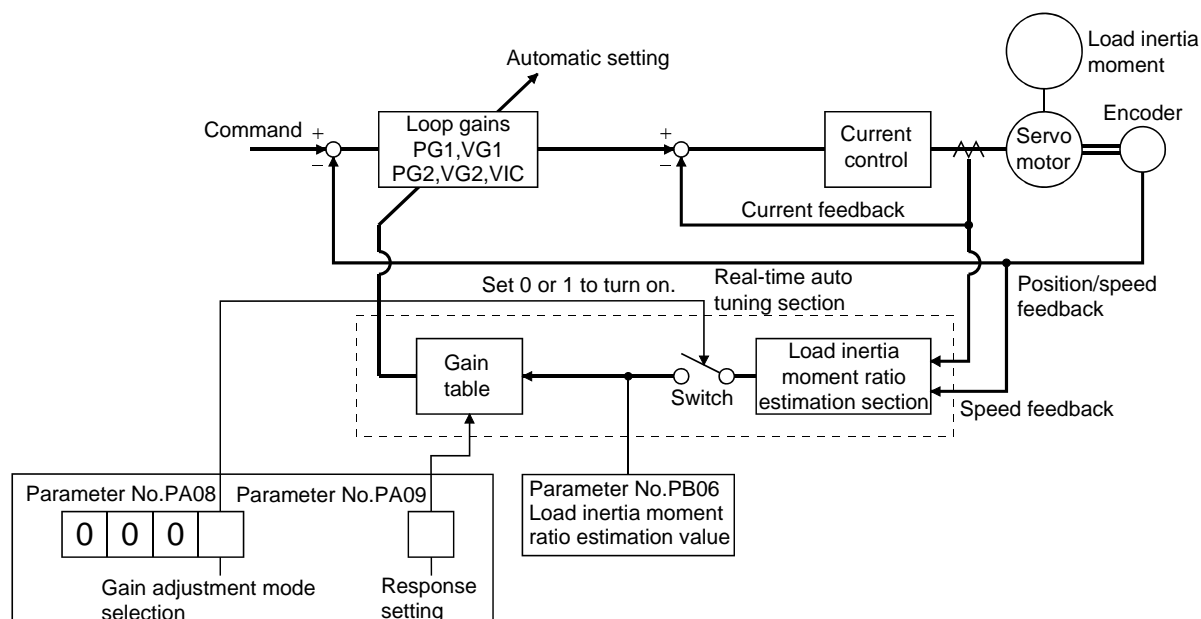 Load inertia
moment
Automatic setting
Encoder
Command
+
−
Loop gains
PG1,VG1
PG2,VG2,VIC
+
−
Current
control
Servo
motor
Current feedback
Real-time auto
tuning section
Position/speed
feedback
Set 0 or 1 to turn on.
Gain
table
Switch
Load inertia
moment ratio
estimation section
Speed feedback
Parameter No.PA08
Parameter No.PA09
0 0 0
Gain adjustment mode
selection
Response
setting
Parameter No.PB06
Load inertia moment
ratio estimation value